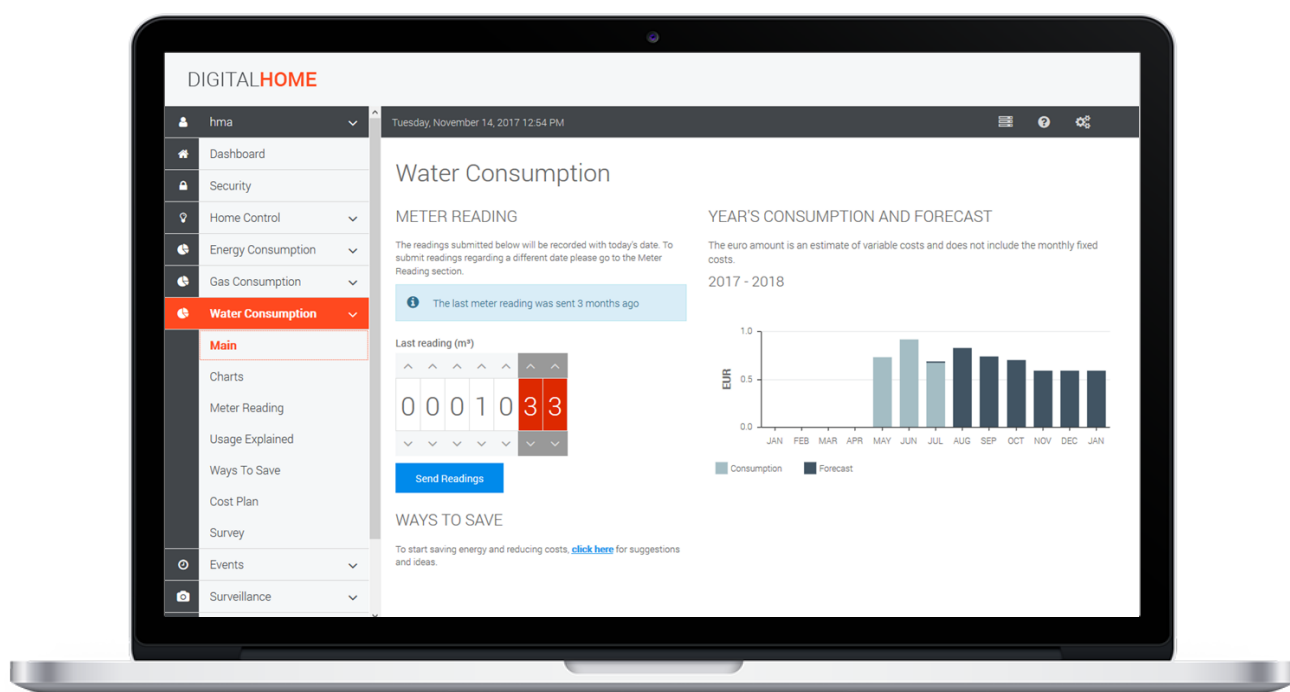 DIGITALHOME
hma
Tuesday, November 14, 2017 12:54 PM
Dashboard
Security
Home Control
Energy Consumption
Gas Consumption
Water Consumption
Main
Charts
Meter Reading
Usage Explained
Ways To Save
Cost Plan
Survey
Events
Surveillance
Water Consumption
METER READING
The readings submitted below will be recorded with today's date. To
submit readings regarding a different date please go to the Meter
Reading section.
The last meter reading was sent 3 months ago
Last reading (m³)
0 0 0 1 0 3 3
Send Readings
WAYS TO SAVE
To start saving energy and reducing costs, click here for suggestions
and ideas.
YEAR'S CONSUMPTION AND FORECAST
The euro amount is an estimate of variable costs and does not include the monthly fixed
costs.
2017 - 2018
1.0
EUR
0.5
0.0
JAN FEB MAR APR MAY JUN JUL AUG SEP OCT NOV DEC JAN
Consumption Forecast